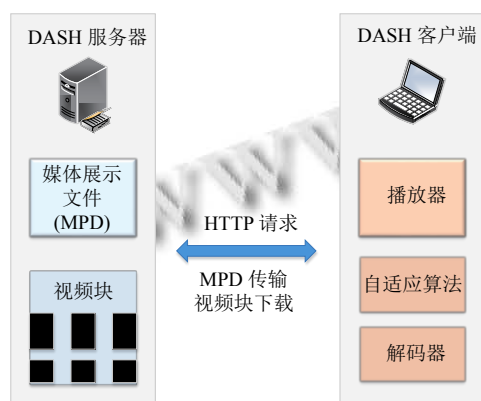 DASH 服务器
媒体展示
文件
(MPD)
视频块
WWW
HTTP 请求
MPD 传输
视频块下载
DASH 客户端
播放器
自适应算法
解码器